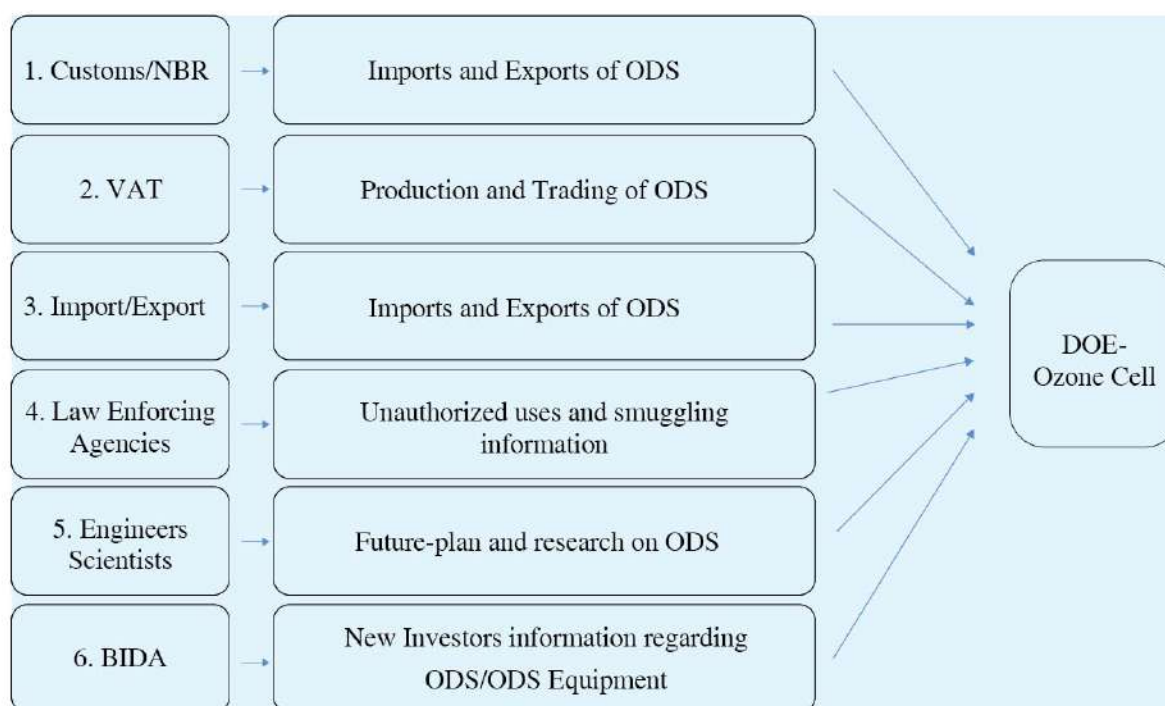 1. Customs/NBR
Imports and Exports of ODS
2. VAT
Production and Trading of ODS
3. Import/Export
Imports and Exports of ODS
4. Law Enforcing
Agencies
Unauthorized uses and smuggling
information
5. Engineers
Scientists
Future-plan and research on ODS
6. BIDA
New Investors information regarding
ODS/ODS Equipment
DOE-
Ozone Cell